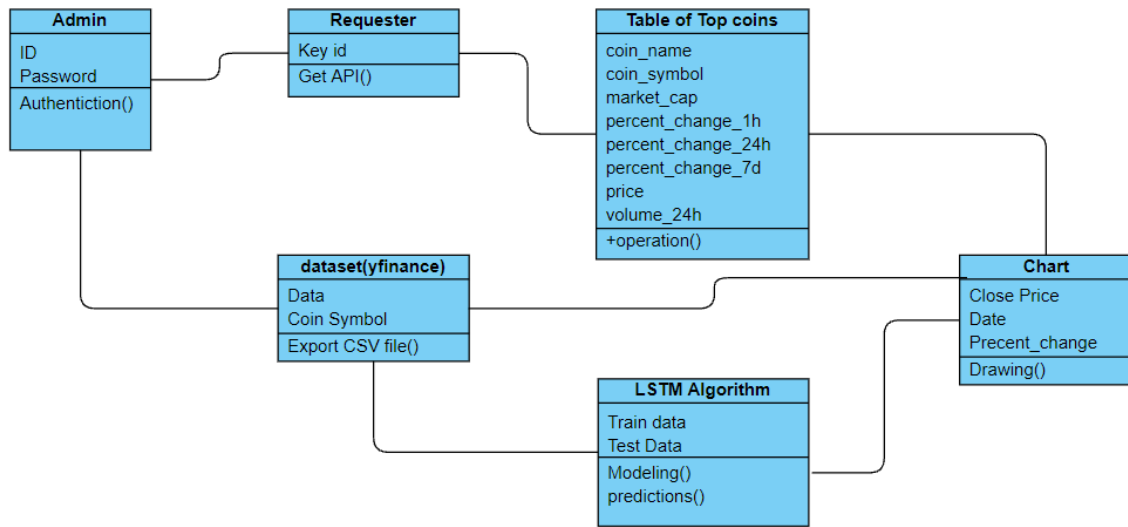 Admin
ID
Password
Authentiction()
Requester
Key id
Get API()
Table of Top coins
coin_name
coin_symbol
market_cap
percent_change_1h
percent_change_24h
percent_change_7d
price
volume_24h
+operation()
dataset(yfinance)
Data
Coin Symbol
Export CSV file()
Chart
Close Price
Date
Precent_change
Drawing()
LSTM Algorithm
Train data
Test Data
Modeling()
predictions()